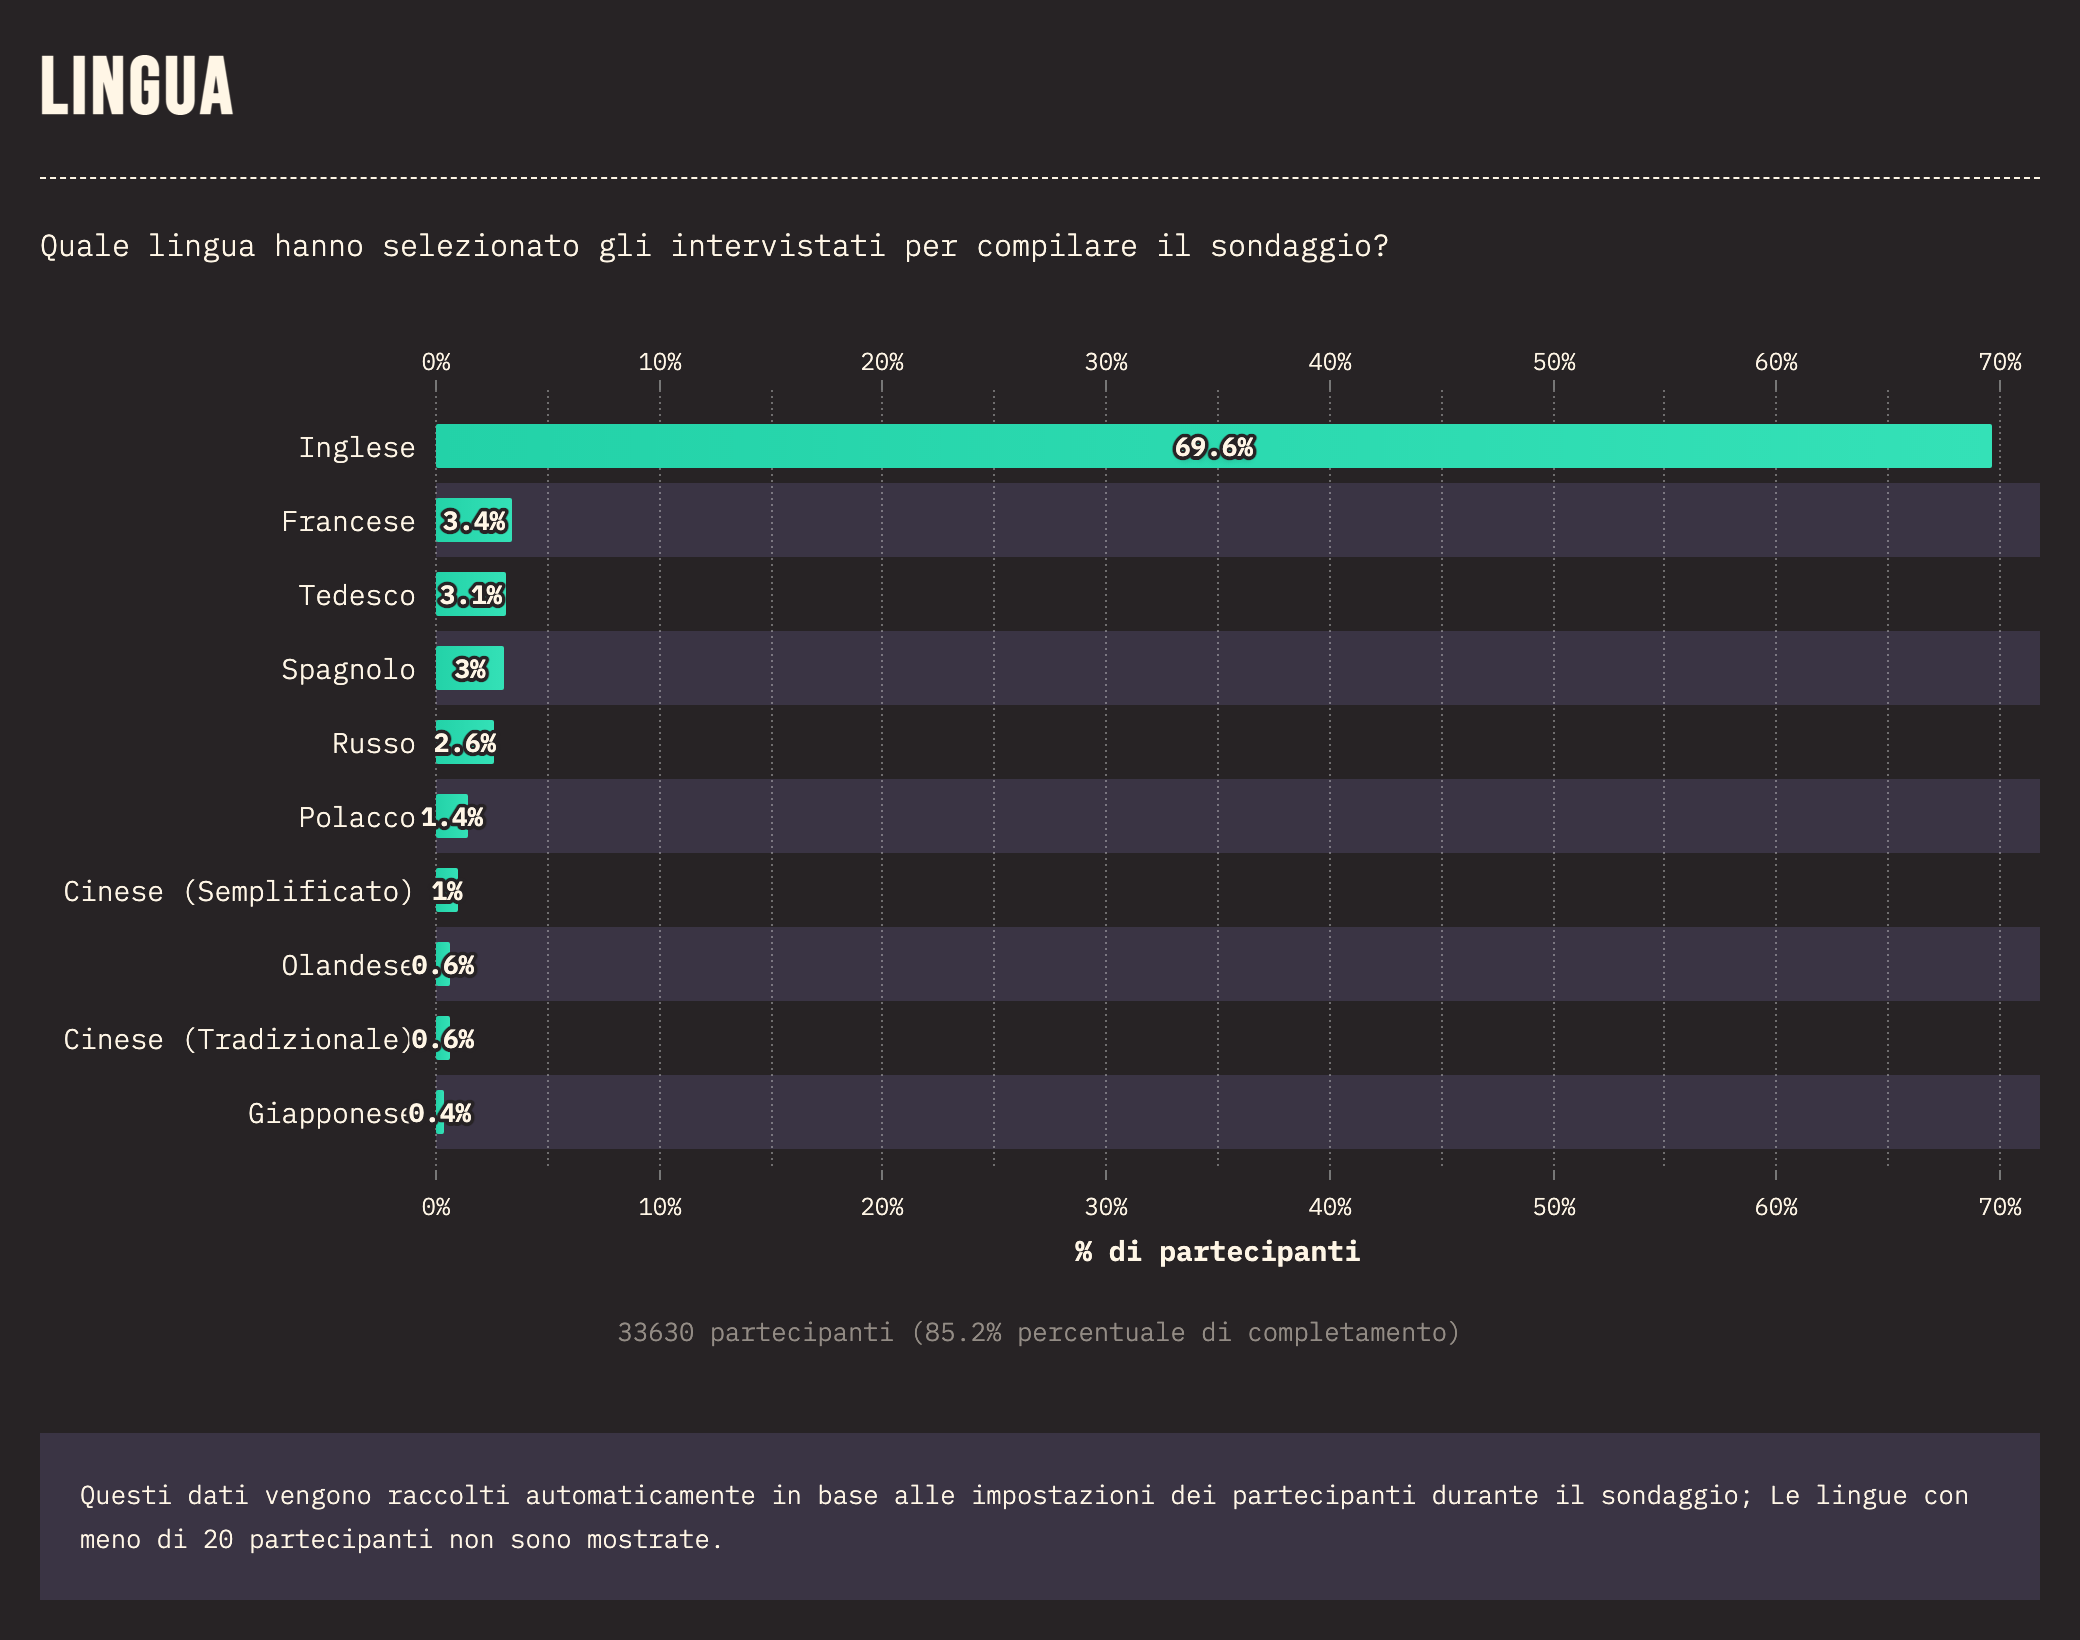 LINGUA
Quale lingua hanno selezionato gli intervistati per compilare il sondaggio?
0% 10% 20% 30% 40% 50% 60% 70%
Inglese 69.6%
Francese 3.4%
Tedesco 3.1%
Spagnolo 3%
Russo 2.6%
Polacco 1.4%
Cinese (Semplificato) 1%
Olandese 0.6%
Cinese (Tradizionale) 0.6%
Giapponese 0.4%
0% 10% 20% 30% 40% 50% 60% 70%
% di partecipanti
33630 partecipanti (85.2% percentuale di completamento)
Questi dati vengono raccolti automaticamente in base alle impostazioni dei partecipanti durante il sondaggio; Le lingue con
meno di 20 partecipanti non sono mostrate.